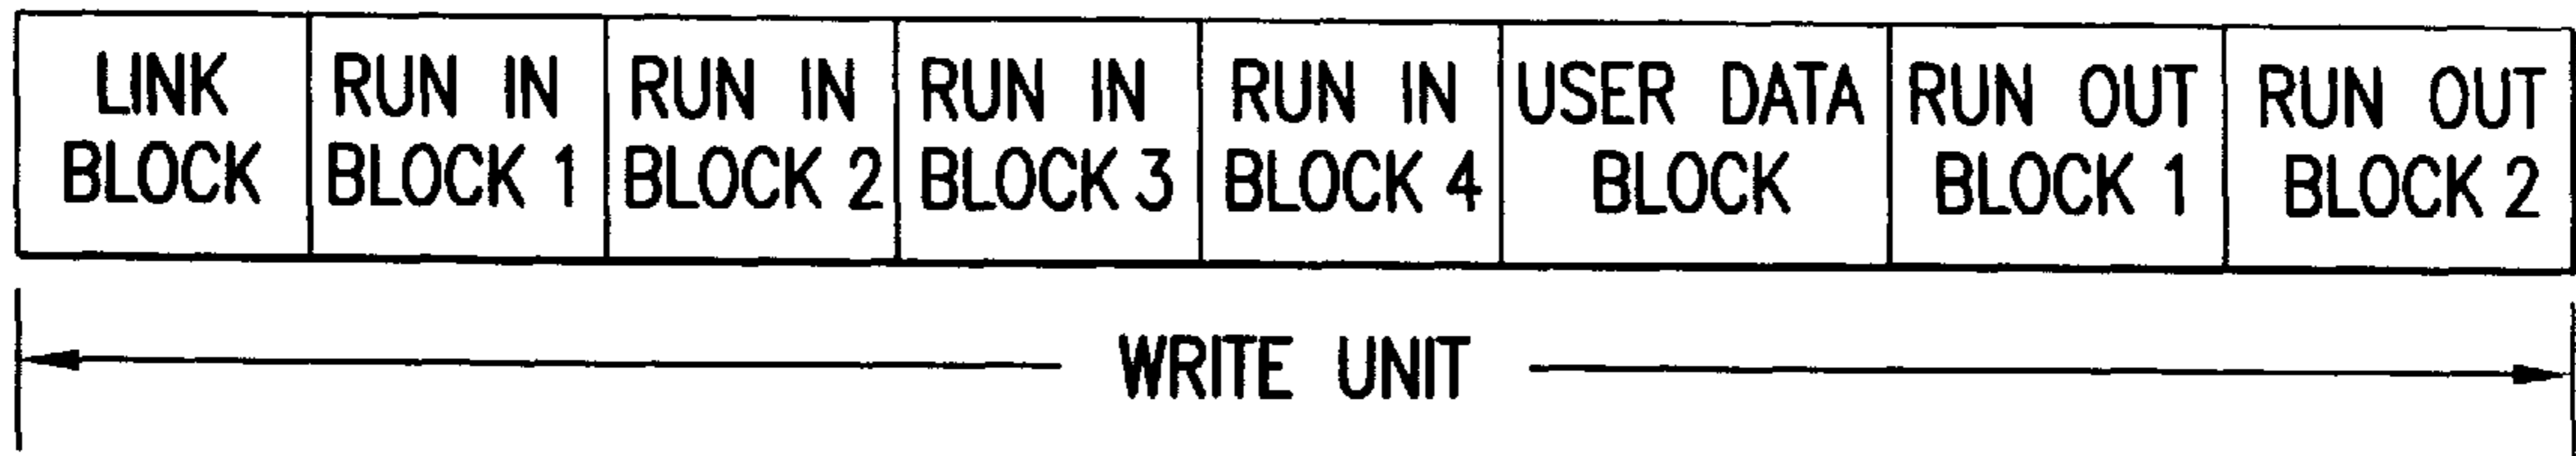 LINK
BLOCK
RUN IN
BLOCK 1
RUN IN
BLOCK 2
RUN IN
BLOCK 3
RUN IN
BLOCK 4
USER DATA
BLOCK
RUN OUT
BLOCK 1
RUN OUT
BLOCK 2
WRITE UNIT